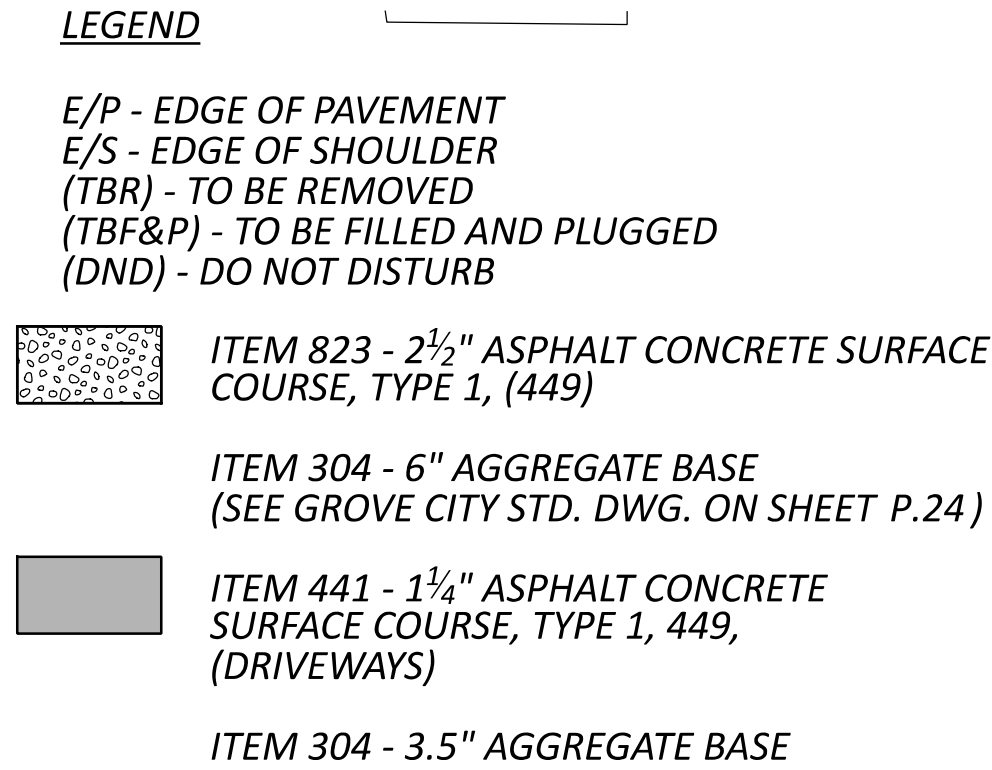 LEGEND
E/P - EDGE OF PAVEMENT
E/S - EDGE OF SHOULDER
(TBR) - TO BE REMOVED
(TBF&P) - TO BE FILLED AND PLUGGED
(DND) - DO NOT DISTURB
ITEM 823 - 2½" ASPHALT CONCRETE SURFACE
COURSE, TYPE 1, (449)
ITEM 304 - 6" AGGREGATE BASE
(SEE GROVE CITY STD. DWG. ON SHEET P.24 )
ITEM 441 - 1¼" ASPHALT CONCRETE
SURFACE COURSE, TYPE 1, 449,
(DRIVEWAYS)
ITEM 304 - 3.5" AGGREGATE BASE